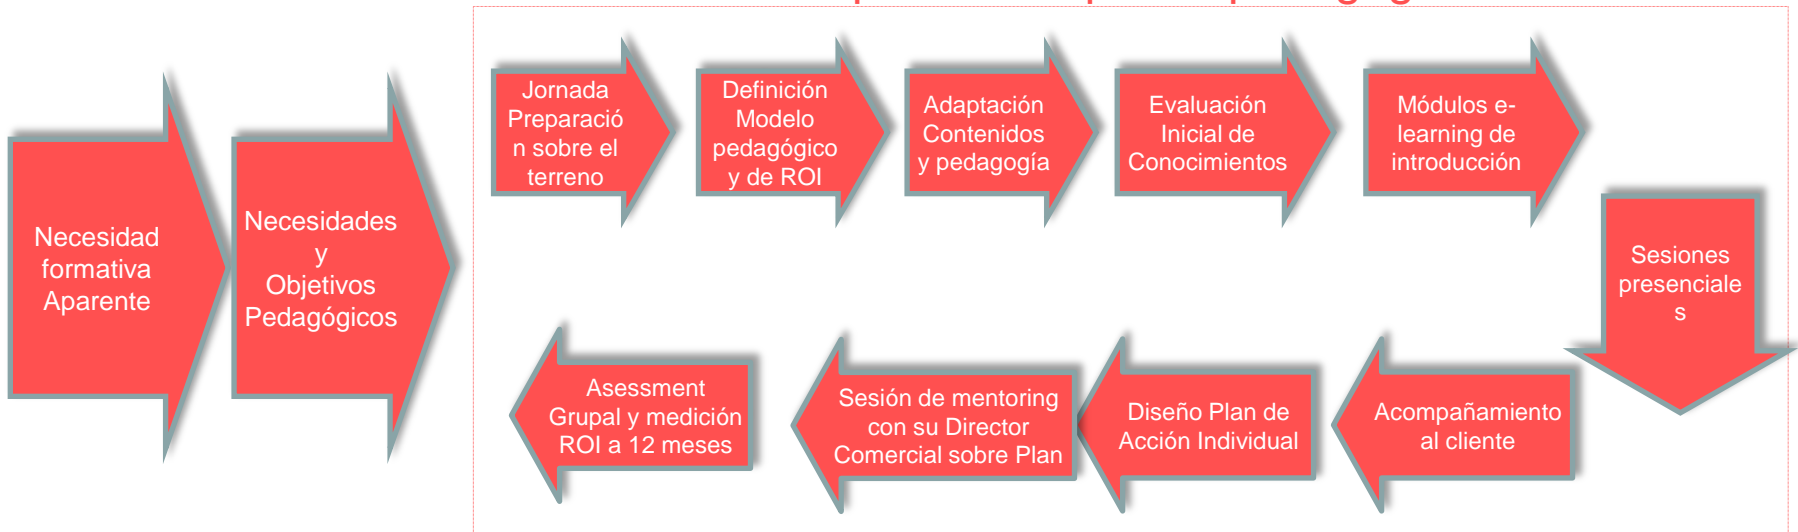 Necesidad
formativa
Aparente
Necesidades
y
Objetivos
Pedagógicos
Jornada
Preparació
n sobre el
terreno
Definición
Modelo
pedagógico
y de ROI
Adaptación
Contenidos
y pedagogía
Evaluación
Inicial de
Conocimientos
Módulos e-
learning de
introducción
Sesiones
presenciale
s
Acompañamiento
al cliente
Diseño Plan de
Acción Individual
Sesión de mentoring
con su Director
Comercial sobre Plan
Asessment
Grupal y medición
ROI a 12 meses